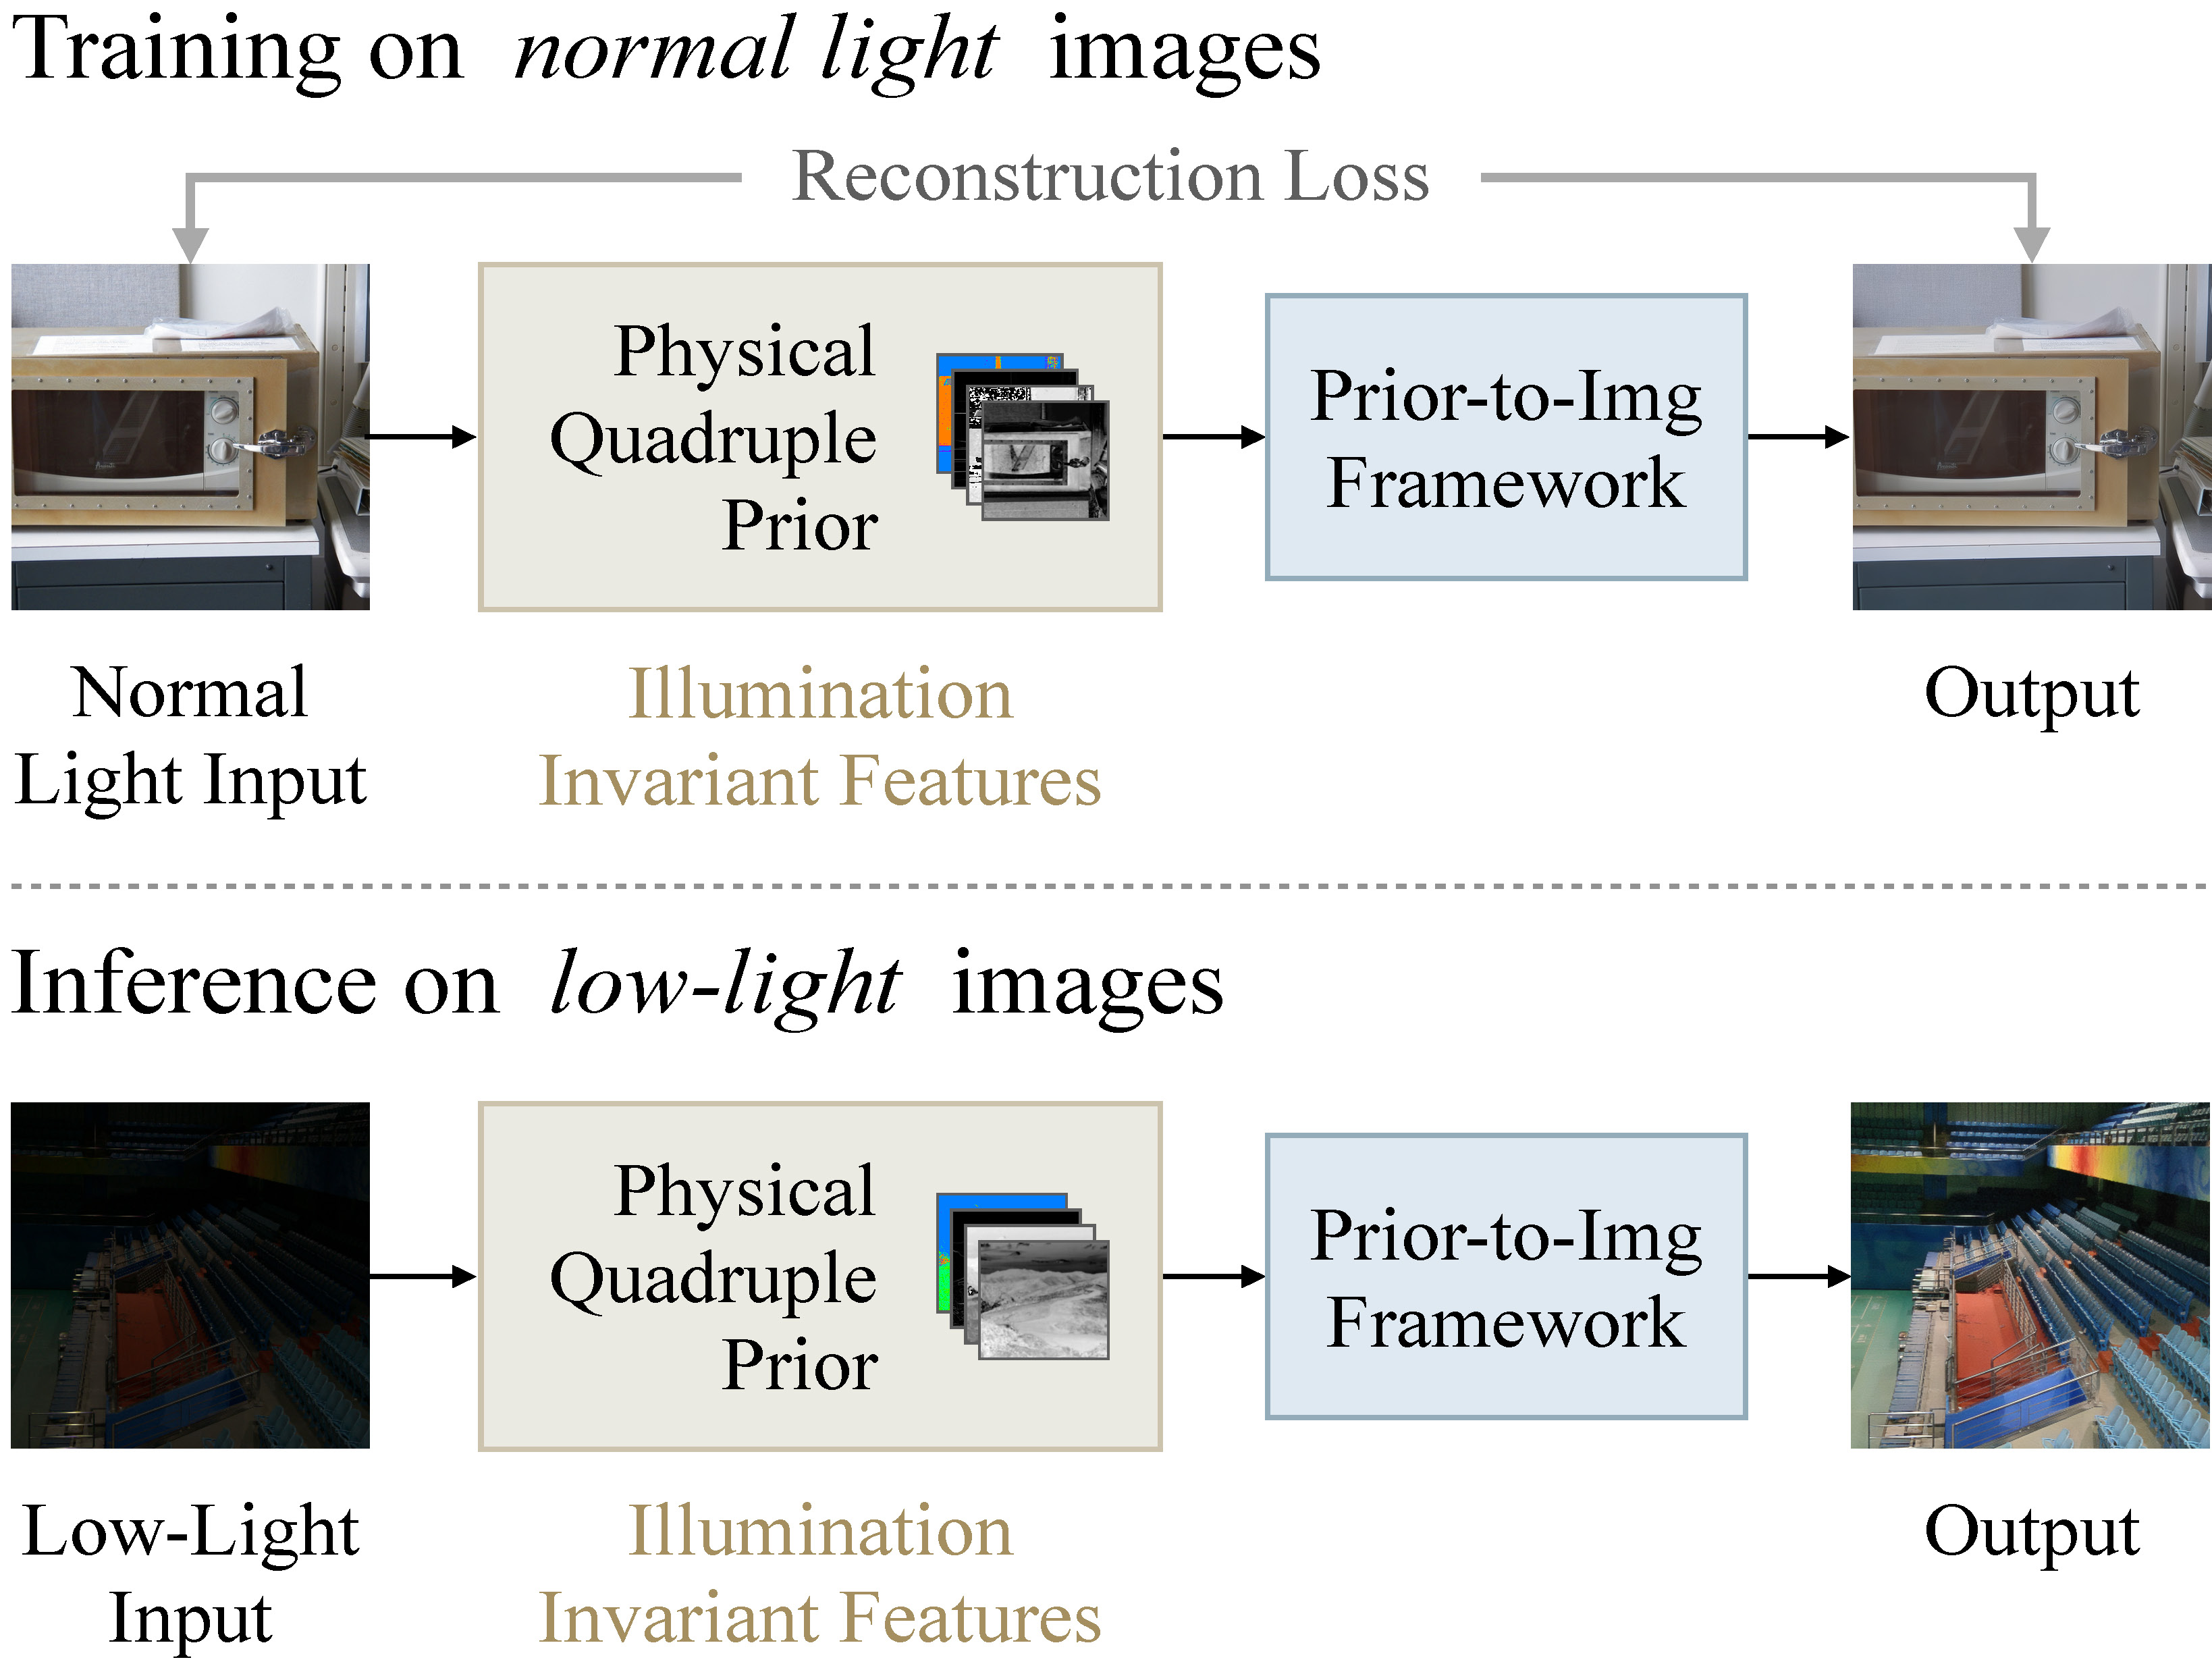 Training on normal light images
Reconstruction Loss
Physical
Quadruple
Prior
Prior-to-Img
Framework
Normal
Light Input
Illumination
Invariant Features
Output
Inference on low-light images
Physical
Quadruple
Prior
Prior-to-Img
Framework
Low-Light
Input
Illumination
Invariant Features
Output